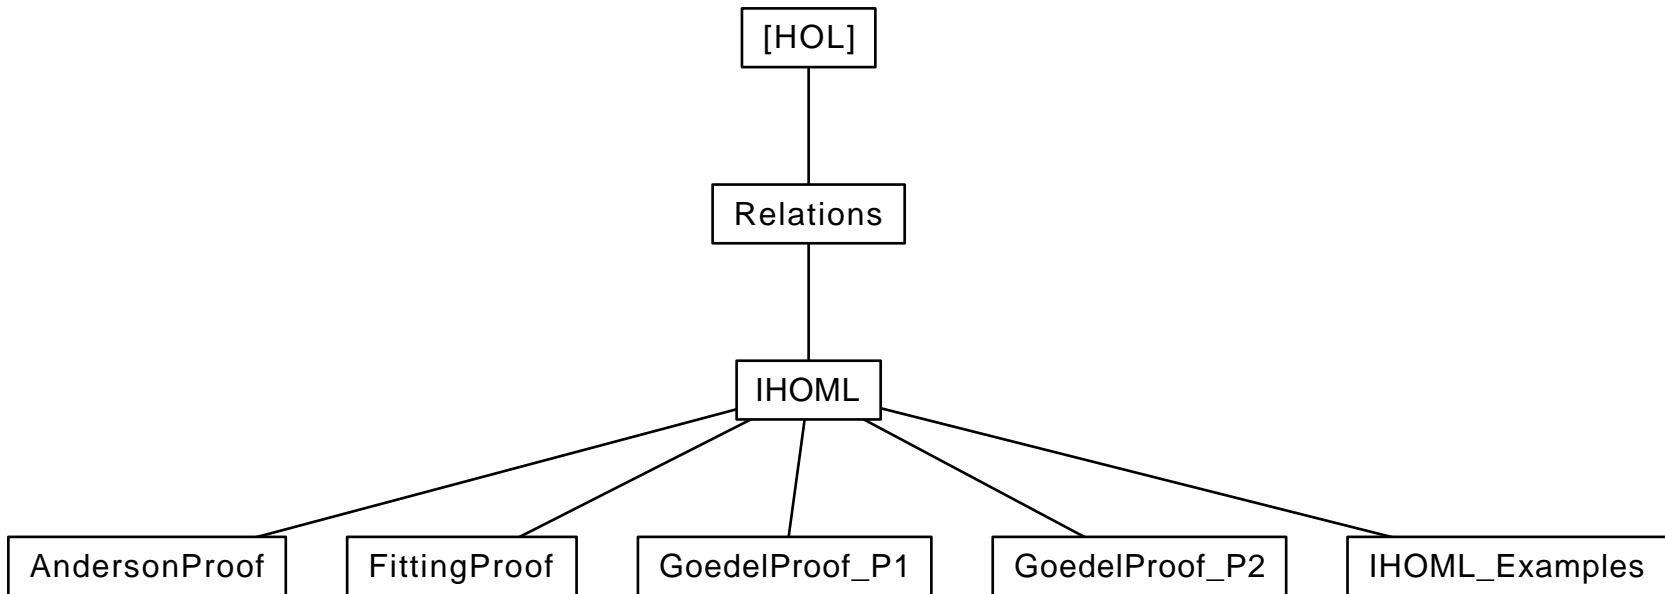 [HOL]
Relations
IHOML
AndersonProof
FittingProof
GoedelProof_P1
GoedelProof_P2
IHOML_Examples